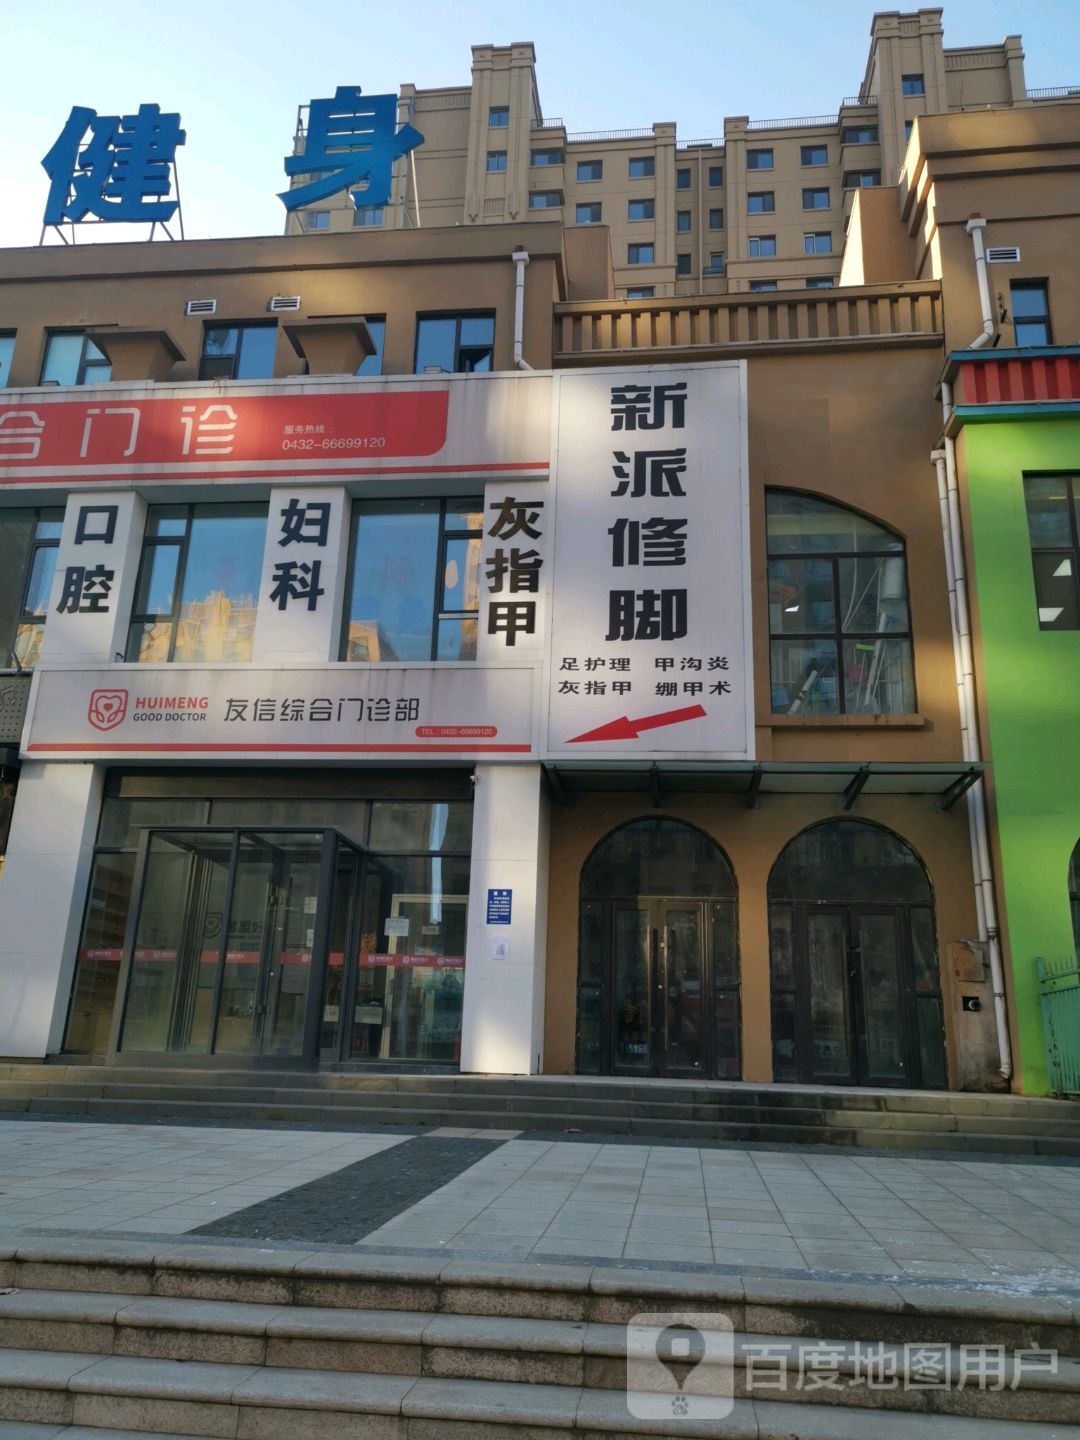 健身
合门诊
服务热线：
0432-66699120
口腔
妇科
灰指甲
新派修脚
足护理 甲沟炎
灰指甲 绷甲术
HUIMENG
GOOD DOCTOR
友信综合门诊部
TEL：0432-66699120
百度地图用户